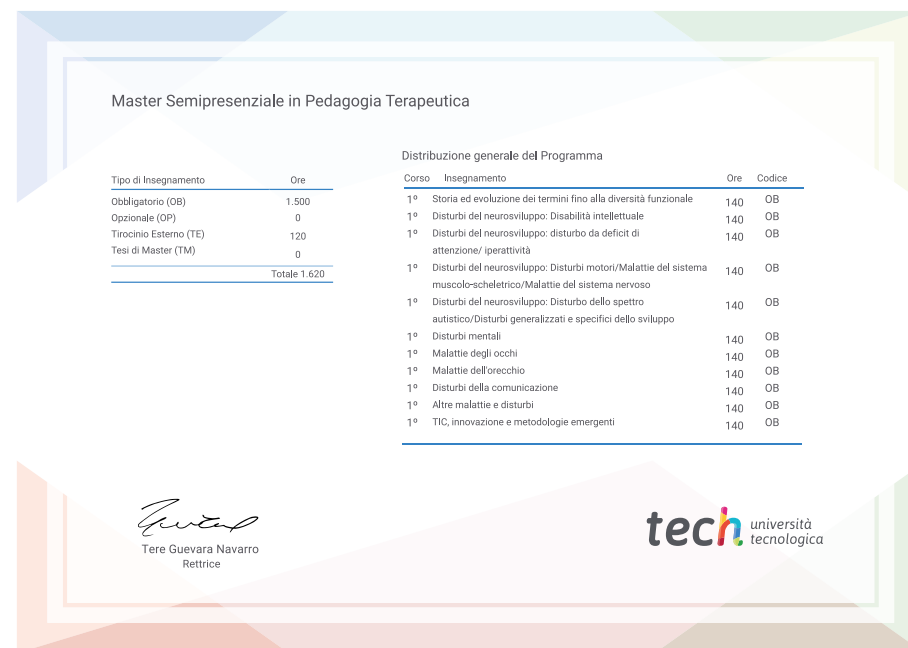 Master Semipresenziale in Pedagogia Terapeutica
Tipo di Insegnamento Ore
Obbligatorio (OB) 1.500
Opzionale (OP) 0
Tirocinio Esterno (TE) 120
Tesi di Master (TM) 0
Totale 1.620
Distribuzione generale del Programma
Corso Insegnamento Ore Codice
1º Storia ed evoluzione dei termini fino alla diversità funzionale 140 OB
1º Disturbi del neurosviluppo: Disabilità intellettuale 140 OB
1º Disturbi del neurosviluppo: disturbo da deficit di 140 OB
attenzione/ iperattività
1º Disturbi del neurosviluppo: Disturbi motori/Malattie del sistema 140 OB
muscolo-scheletrico/Malattie del sistema nervoso
1º Disturbi del neurosviluppo: Disturbo dello spettro 140 OB
autistico/Disturbi generalizzati e specifici dello sviluppo
1º Disturbi mentali 140 OB
1º Malattie degli occhi 140 OB
1º Malattie dell'orecchio 140 OB
1º Disturbi della comunicazione 140 OB
1º Altre malattie e disturbi 140 OB
1º TIC, innovazione e metodologie emergenti 140 OB
Tere Guevara Navarro
Rettrice
tech università
tecnologica